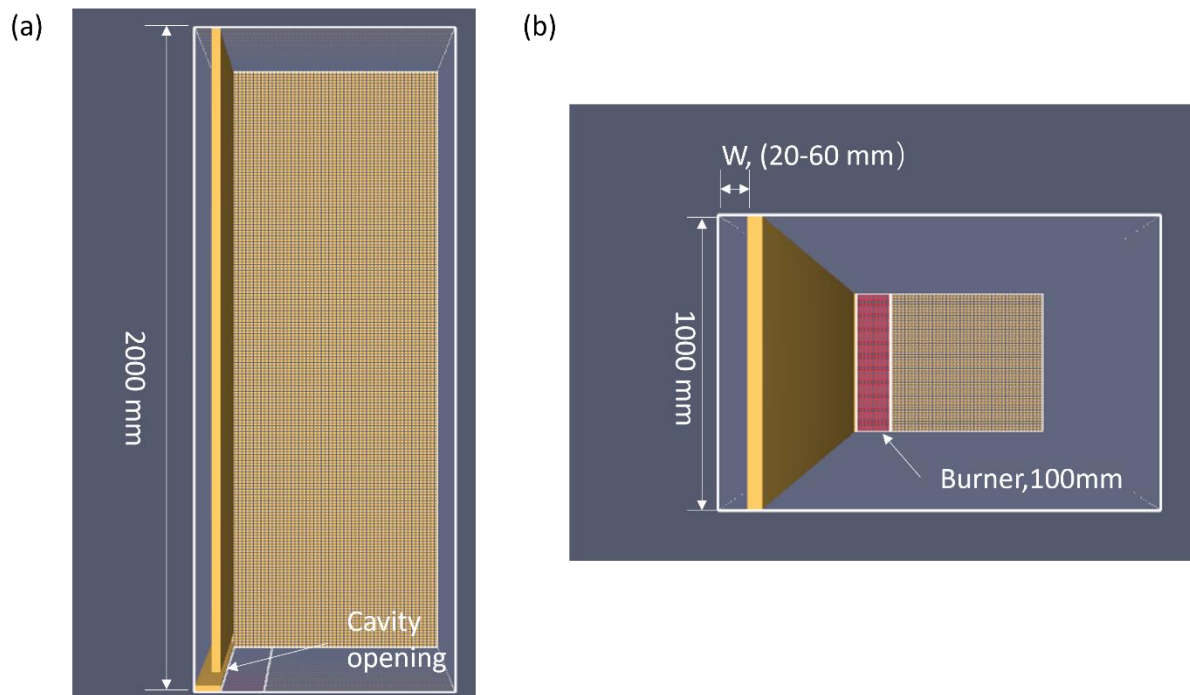 (a)
2000 mm
Cavity
opening
(b)
W, (20-60 mm）
1000 mm
Burner,100mm